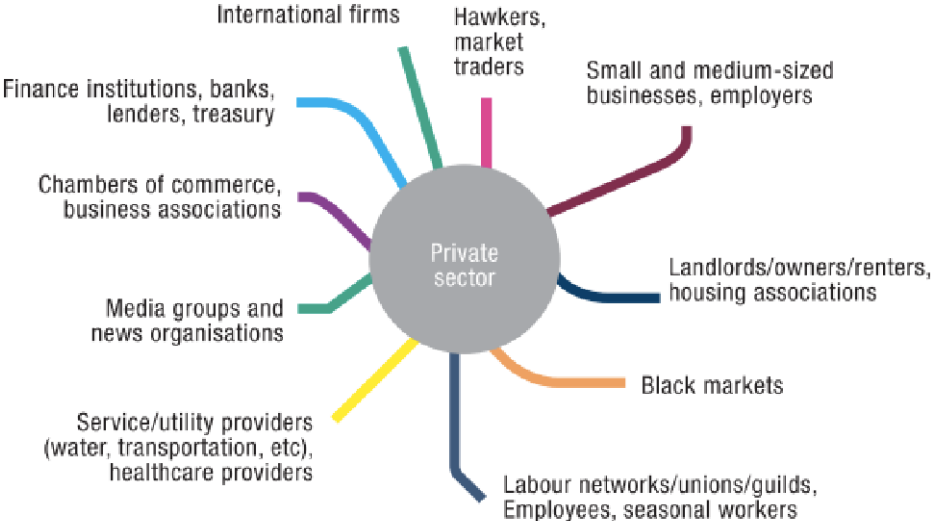 International firms
Hawkers,
market
traders
Small and medium-sized
businesses, employers
Finance institutions, banks,
lenders, treasury
Chambers of commerce,
business associations
Private
sector
Landlords/owners/renters,
housing associations
Media groups and
news organisations
Black markets
Service/utility providers
(water, transportation, etc),
healthcare providers
Labour networks/unions/guilds,
Employees, seasonal workers